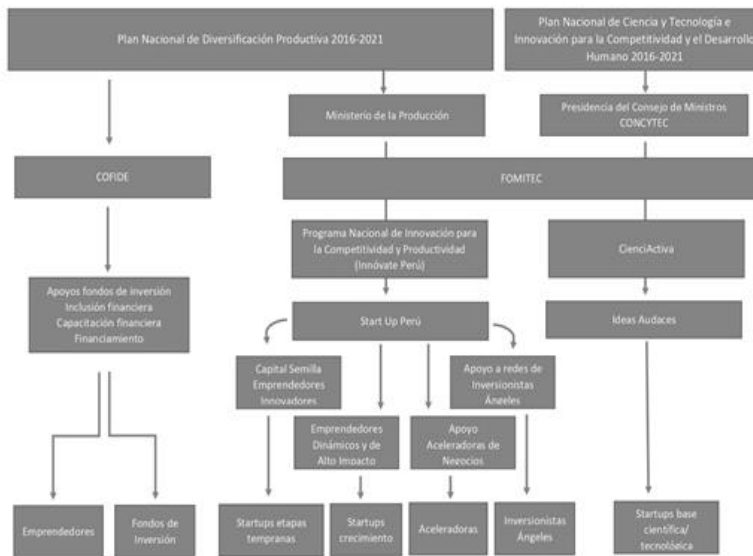 Plan Nacional de Diversificación Productiva 2016-2021
Plan Nacional de Ciencia y Tecnología e
Innovación para la Competitividad y el Desarrollo
Humano 2016-2021
Ministerio de la Producción
Presidencia del Consejo de Ministros
CONCYTEC
COFIDE
FOMITEC
Programa Nacional de Innovación para
la Competitividad y Productividad
(Innóvate Perú)
CienciActiva
Apoyos fondos de inversión
Inclusión financiera
Capacitación financiera
Financiamiento
Start Up Perú
Ideas Audaces
Capital Semilla
Emprendedores
Innovadores
Apoyo a redes de
Inversionistas
Ángeles
Emprendedores
Dinámicos y de
Alto Impacto
Apoyo
Aceleradoras de
Negocios
Emprendedores
Fondos de
Inversión
Startups etapas
tempranas
Startups
crecimiento
Aceleradoras
Inversionistas
Ángeles
Startups base
científica/
tecnológica